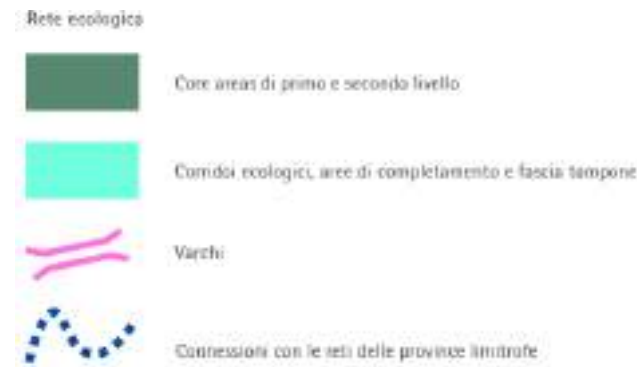 Rete ecologica
Core areas di primo e secondo livello
Corridoi ecologici, aree di completamento e fascia tampone
Varchi
Connessioni con le reti delle province limitrofe